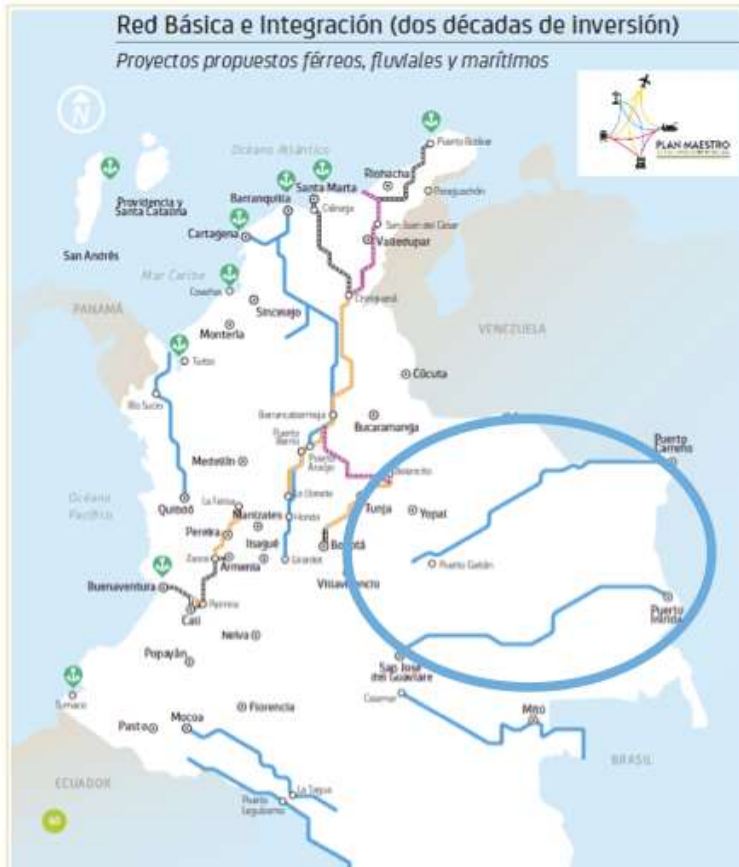 Red Básica e Integración (dos décadas de inversión)
Proyectos propuestos férreos, fluviales y marítimos
PLAN MAESTRO
N
Océano Atlántico
Puerto Bolívar
Riohacha
Santa Marta
Ciénaga
Paraguachón
Barranquilla
Providencia y
Santa Catalina
San Andrés
Cartagena
San Juan del Cesar
Valledupar
Mar Caribe
Coveñas
Chiriguaná
Sincelejo
PANAMÁ
Montería
VENEZUELA
Turbo
Cúcuta
Río Sucio
Barrancabermeja
Bucaramanga
Puerto
Berrío
Puerto
Araujo
Puerto
Carreño
Medellín
Belencito
Océano
Pacífico
Quibdó
La Felisa
La Dorada
Tunja
Yopal
Manizales
Honda
Pereira
Ibagué
Bogotá
Zarzal
Armenia
Girardot
Villavicencio
Puerto Gaitán
Buenaventura
Palmira
Cali
Puerto
Inírida
Neiva
Popayán
San José
del Guaviare
Calamar
Tumaco
Florencia
Mitú
Pasto
Mocoa
BRASIL
ECUADOR
La Tagua
Puerto
Leguízamo